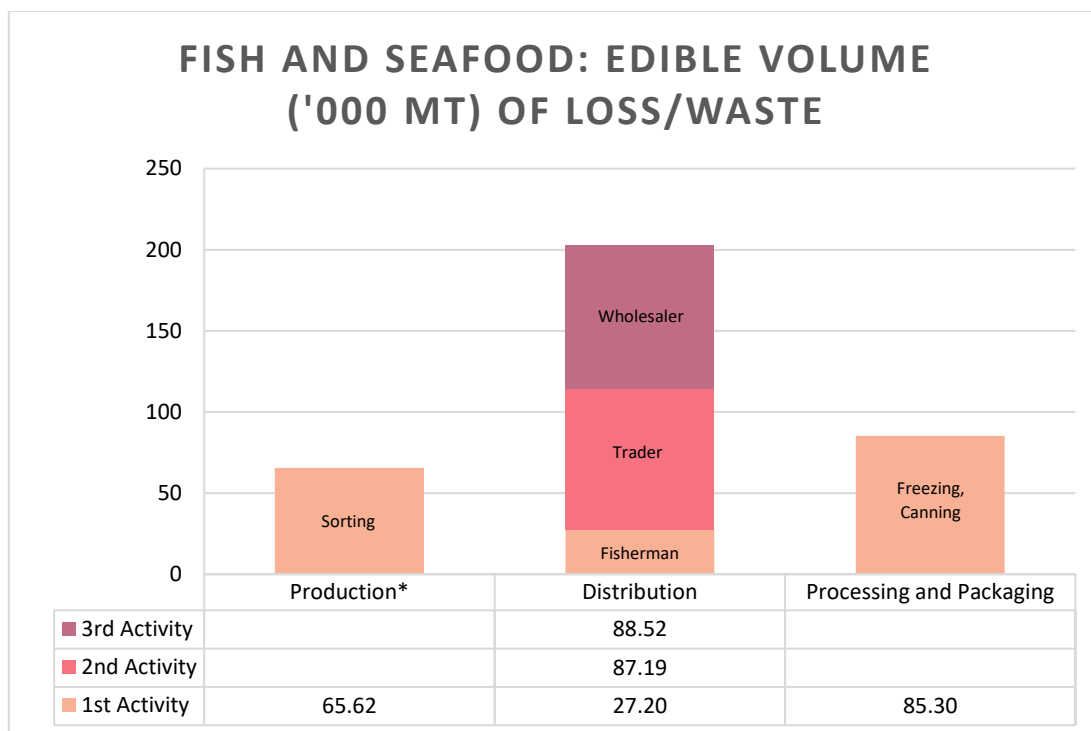 FISH AND SEAFOOD: EDIBLE VOLUME
('000 MT) OF LOSS/WASTE
250
200
150
100
50
0
Sorting
Wholesaler
Trader
Fisherman
Freezing,
Canning
Production* Distribution Processing and Packaging
3rd Activity 88.52
2nd Activity 87.19
1st Activity 65.62 27.20 85.30